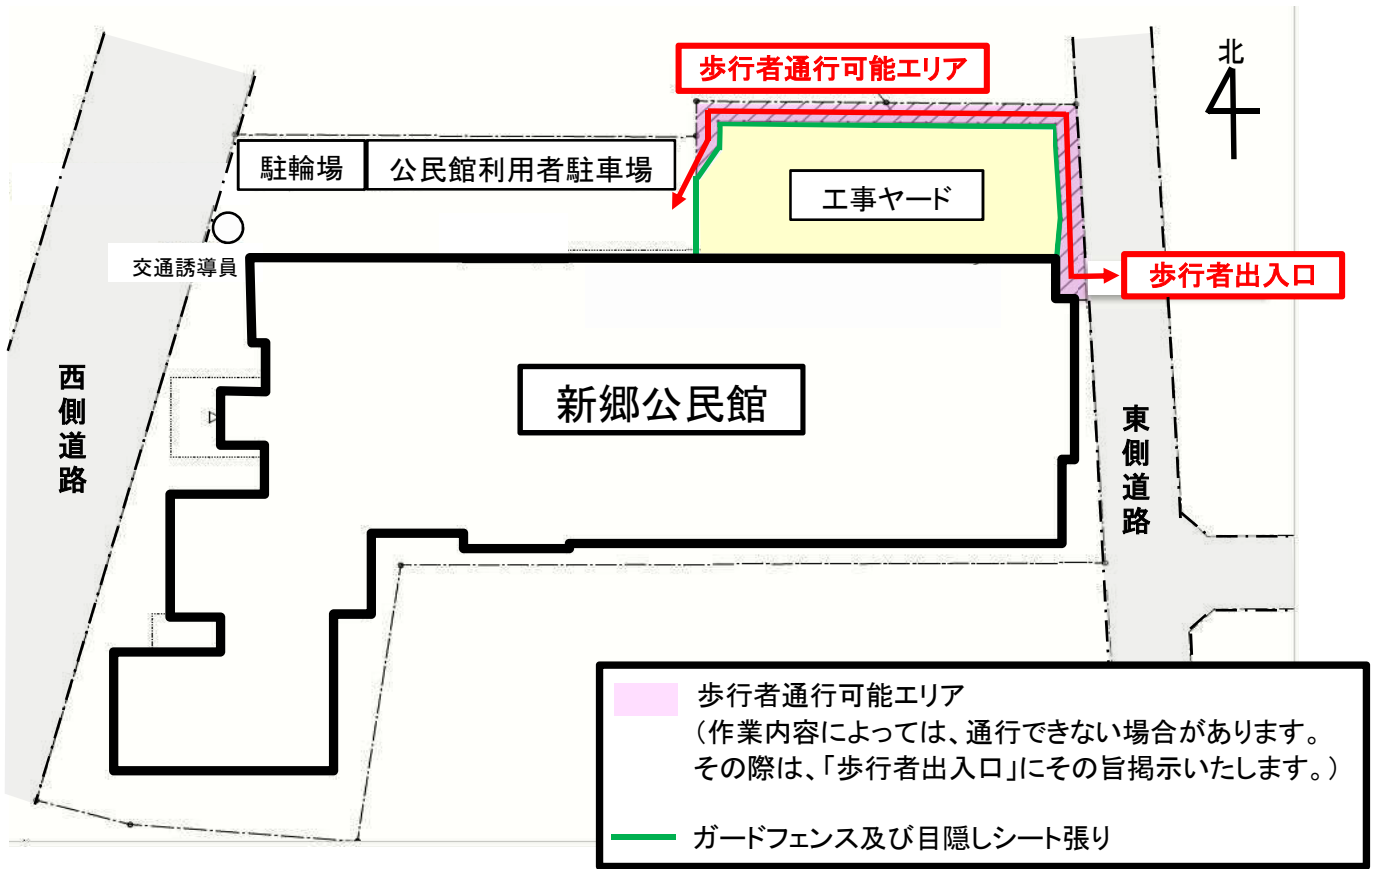 歩行者通行可能エリア
北
駐輪場
公民館利用者駐車場
工事ヤード
交通誘導員
歩行者出入口
西側道路
新郷公民館
東側道路
歩行者通行可能エリア
（作業内容によっては、通行できない場合があります。
その際は、「歩行者出入口」にその旨掲示いたします。）
ガードフェンス及び目隠しシート張り